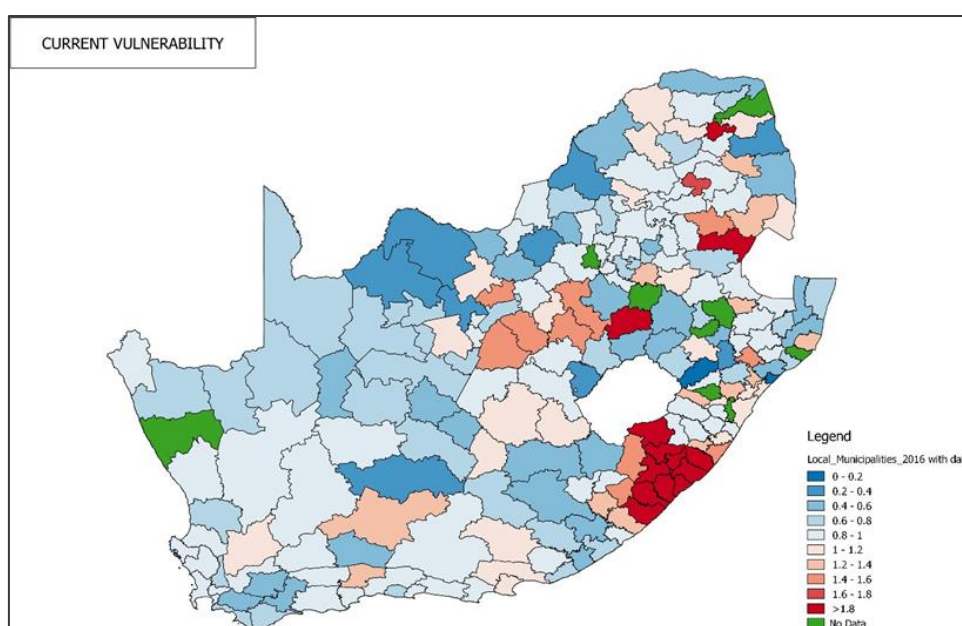 CURRENT VULNERABILITY
Legend
Local_Municipalities_2016 with da
0 - 0.2
0.2 - 0.4
0.4 - 0.6
0.6 - 0.8
0.8 - 1
1 - 1.2
1.2 - 1.4
1.4 - 1.6
1.6 - 1.8
>1.8
No Data